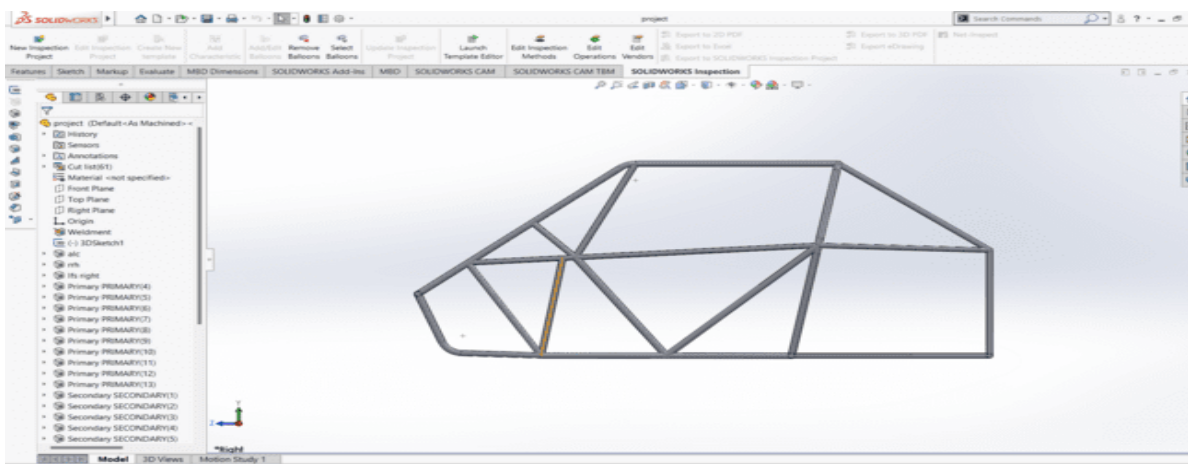 SOLIDWORKS
project
Search Commands
New Inspection Project
Edit Inspection Project
Create New template
Add Characteristic
Add/Edit Balloons
Remove Balloons
Select Balloons
Update Inspection Project
Launch Template Editor
Edit Inspection Methods
Edit Operations
Edit Vendors
Export to 2D PDF
Export to Excel
Export to SOLIDWORKS Inspection Project
Export to 3D PDF
Export eDrawing
Net-Inspect
Features Sketch Markup Evaluate MBD Dimensions SOLIDWORKS Add-Ins MBD SOLIDWORKS CAM SOLIDWORKS CAM TBM SOLIDWORKS Inspection
project (Default<As Machined><
History
Sensors
Annotations
Cut list(61)
Material <not specified>
Front Plane
Top Plane
Right Plane
Origin
Weldment
(-) 3DSketch1
alc
rrh
lfs right
Primary PRIMARY(4)
Primary PRIMARY(5)
Primary PRIMARY(6)
Primary PRIMARY(7)
Primary PRIMARY(8)
Primary PRIMARY(9)
Primary PRIMARY(10)
Primary PRIMARY(11)
Primary PRIMARY(12)
Primary PRIMARY(13)
Secondary SECONDARY(1)
Secondary SECONDARY(2)
Secondary SECONDARY(3)
Secondary SECONDARY(4)
Secondary SECONDARY(5)
Y
Z
*Right
Model 3D Views Motion Study 1